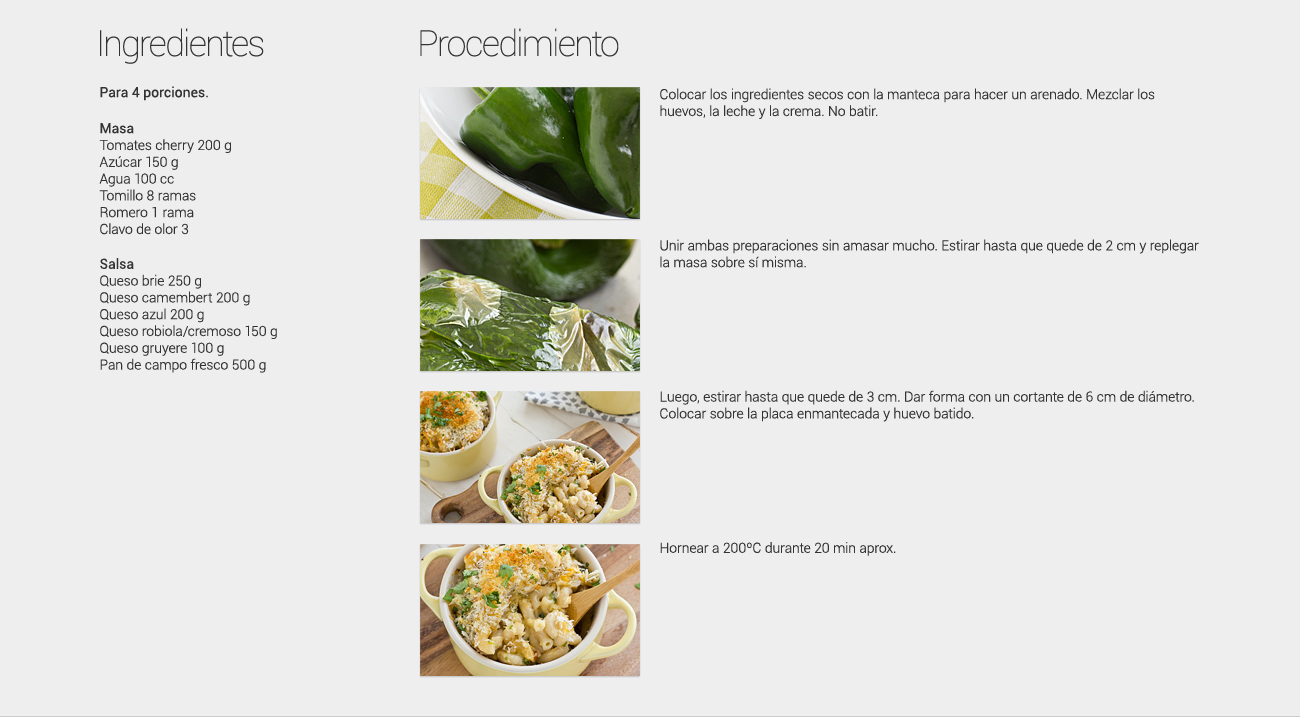 Ingredientes
Para 4 porciones.
Masa
Tomates cherry 200 g
Azúcar 150 g
Agua 100 cc
Tomillo 8 ramas
Romero 1 rama
Clavo de olor 3
Salsa
Queso brie 250 g
Queso camembert 200 g
Queso azul 200 g
Queso robiola/cremoso 150 g
Queso gruyere 100 g
Pan de campo fresco 500 g
Procedimiento
Colocar los ingredientes secos con la manteca para hacer un arenado. Mezclar los
huevos, la leche y la crema. No batir.
Unir ambas preparaciones sin amasar mucho. Estirar hasta que quede de 2 cm y replegar
la masa sobre sí misma.
Luego, estirar hasta que quede de 3 cm. Dar forma con un cortante de 6 cm de diámetro.
Colocar sobre la placa enmantecada y huevo batido.
Hornear a 200ºC durante 20 min aprox.